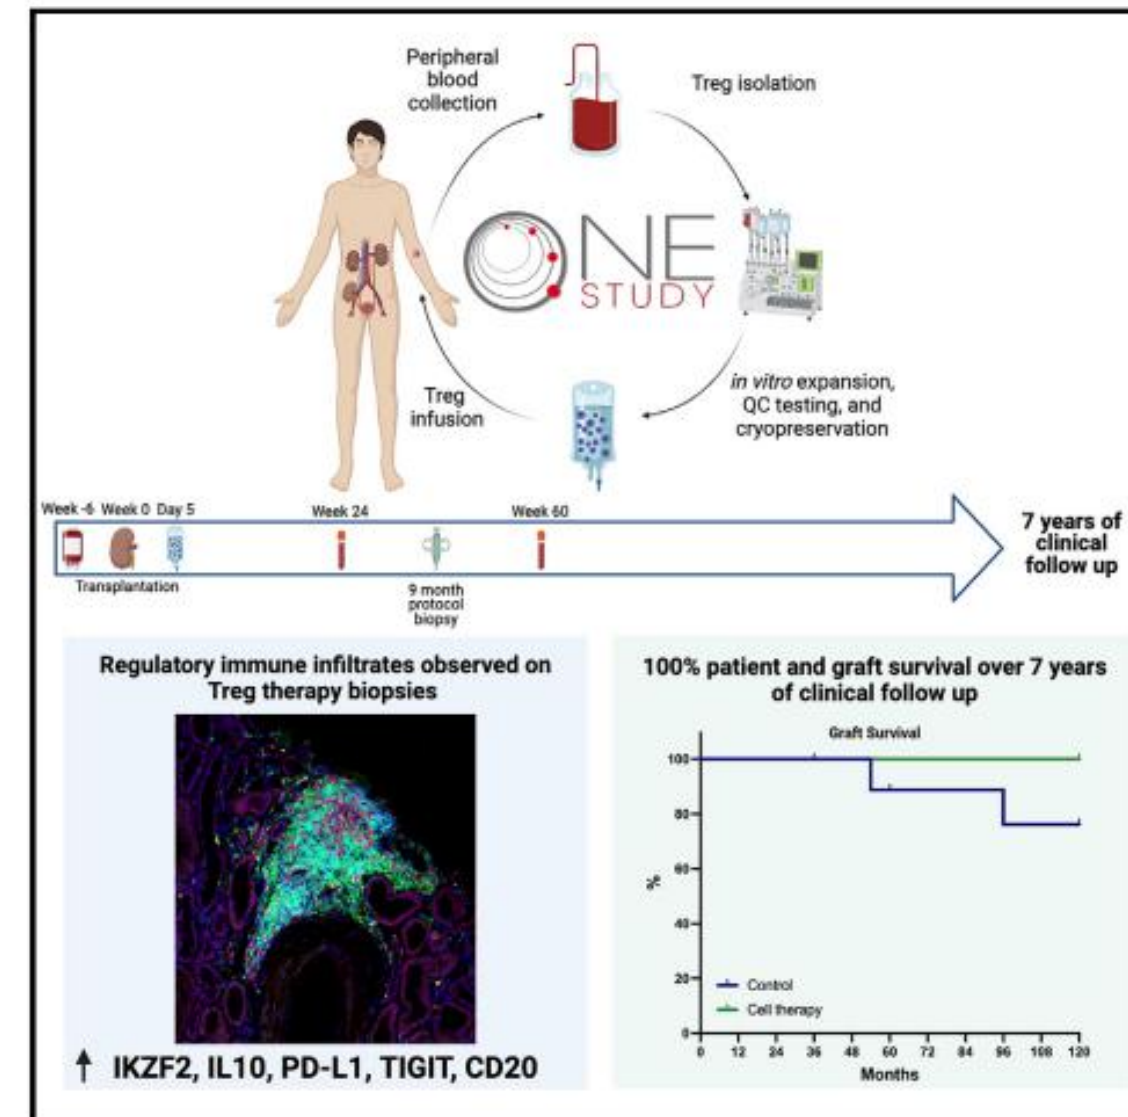 Peripheral
blood
collection
Treg isolation
ONE
STUDY
Treg
infusion
in vitro expansion,
QC testing, and
cryopreservation
Week -6 Week 0 Day 5
Week 24
Week 60
Transplantation
9 month
protocol
biopsy
7 years of
clinical
follow up
Regulatory immune infiltrates observed on
Treg therapy biopsies
↑ IKZF2, IL10, PD-L1, TIGIT, CD20
100% patient and graft survival over 7 years
of clinical follow up
Graft Survival
100
80
60
40
20
0
%
Control
Cell therapy
0 12 24 36 48 60 72 84 96 108 120
Months